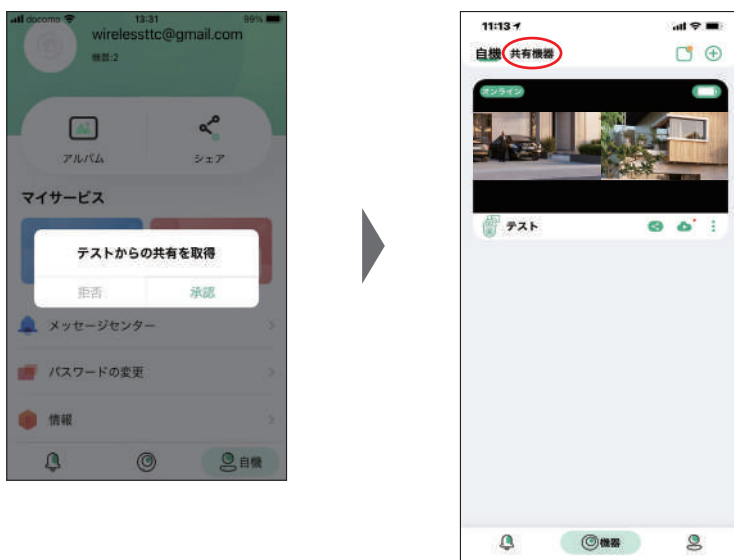 docomo 13:31 99%
wirelessttc@gmail.com
機器:2
アルバム
シェア
マイサービス
テストからの共有を取得
拒否
承認
メッセージセンター
パスワードの変更
情報
自機
11:13
自機 共有機器
オンライン
テスト
機器